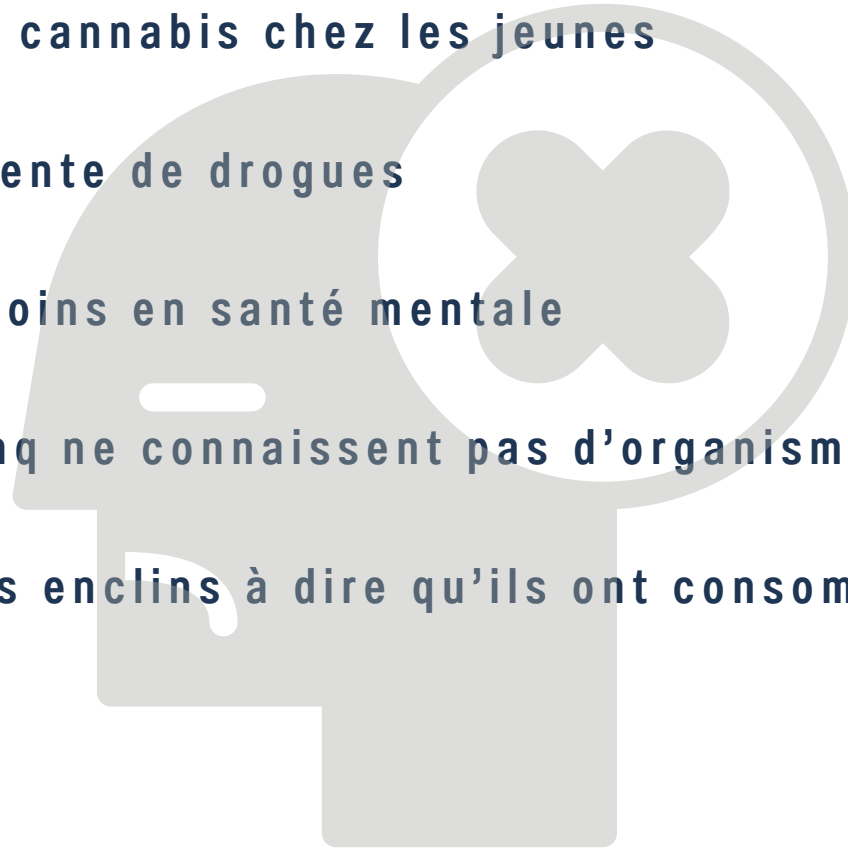 cannabis chez les jeunes
ente de drogues
oins en santé mentale
nq ne connaissent pas d’organism
s enclins à dire qu’ils ont consom